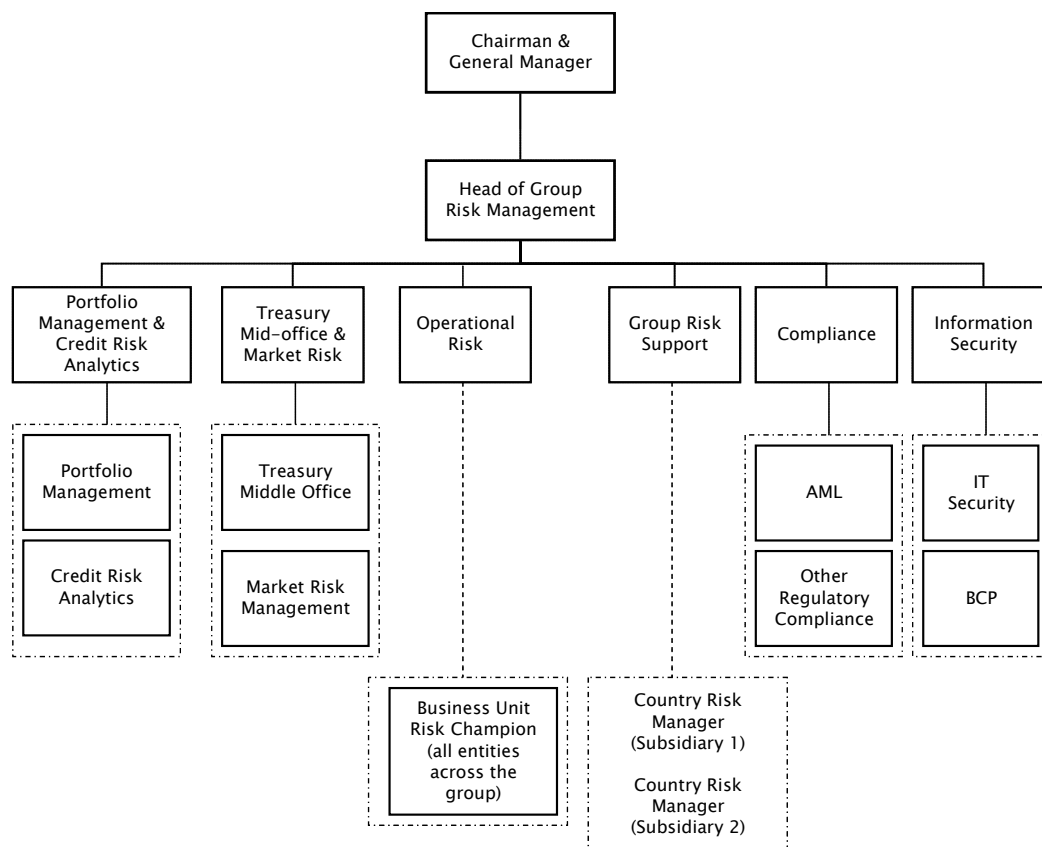 Chairman &
General Manager
Head of Group
Risk Management
Portfolio
Management &
Credit Risk
Analytics
Treasury
Mid-office &
Market Risk
Operational
Risk
Group Risk
Support
Compliance
Information
Security
Portfolio
Management
Credit Risk
Analytics
Treasury
Middle Office
Market Risk
Management
AML
Other
Regulatory
Compliance
IT
Security
BCP
Business Unit
Risk Champion
(all entities
across the
group)
Country Risk
Manager
(Subsidiary 1)
Country Risk
Manager
(Subsidiary 2)